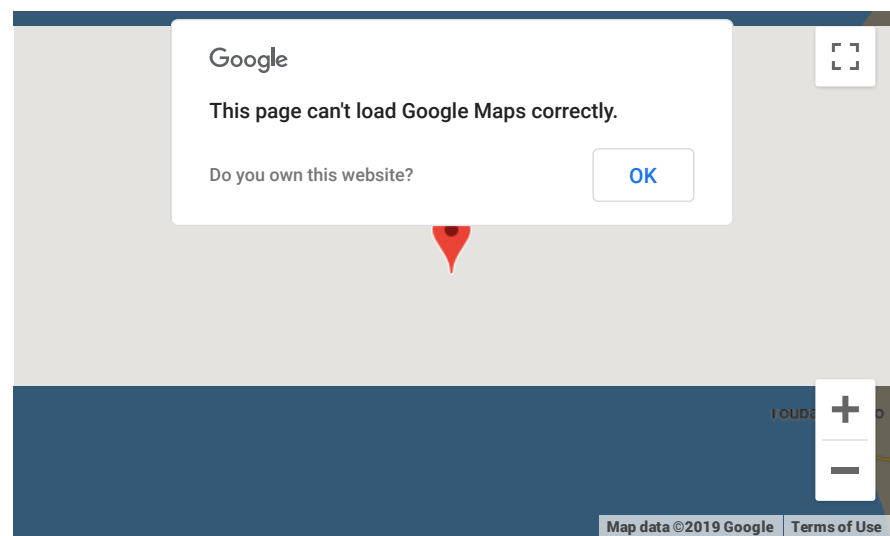 Google
This page can't load Google Maps correctly.
Do you own this website?
OK
Map data ©2019 Google
Terms of Use